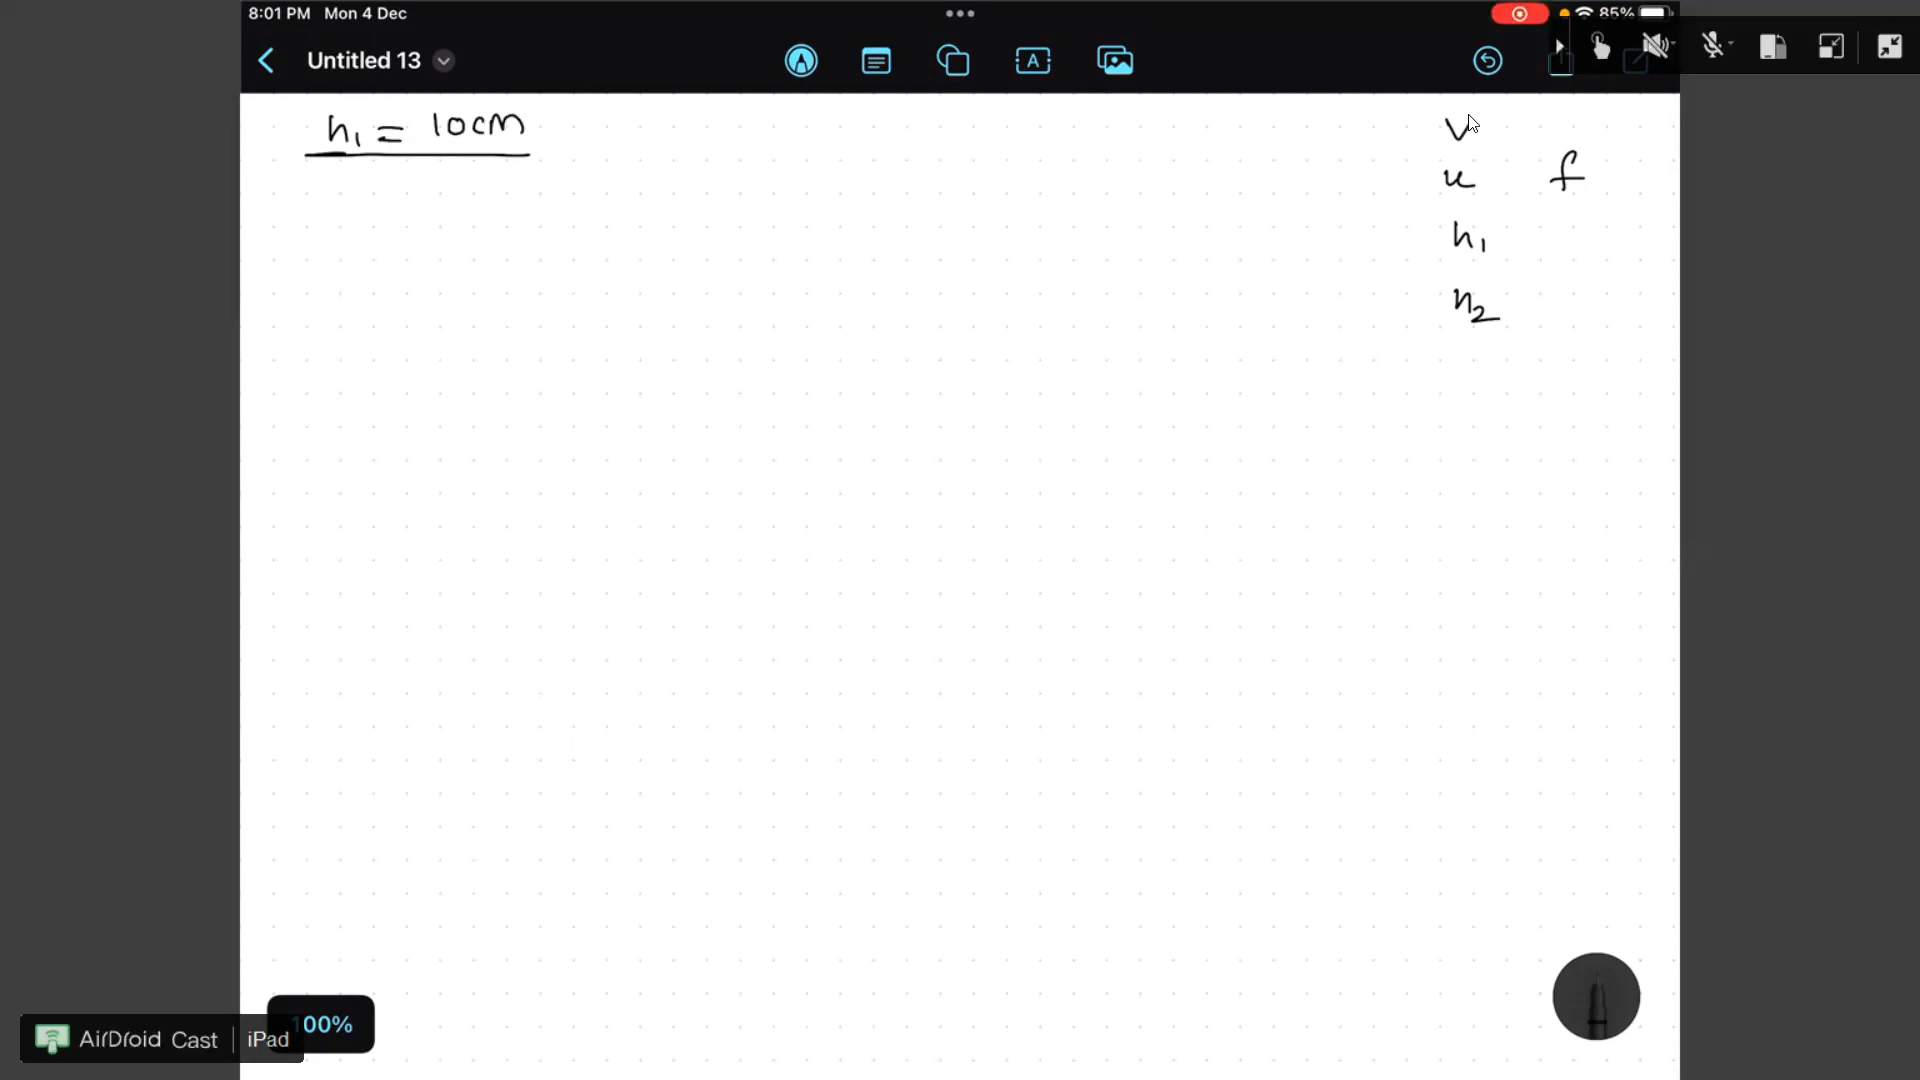 8:01 PM Mon 4 Dec
85%
Untitled 13
A
h₁ = 10cm
v
u f
h₁
h₂
100%
AirDroid Cast | iPad